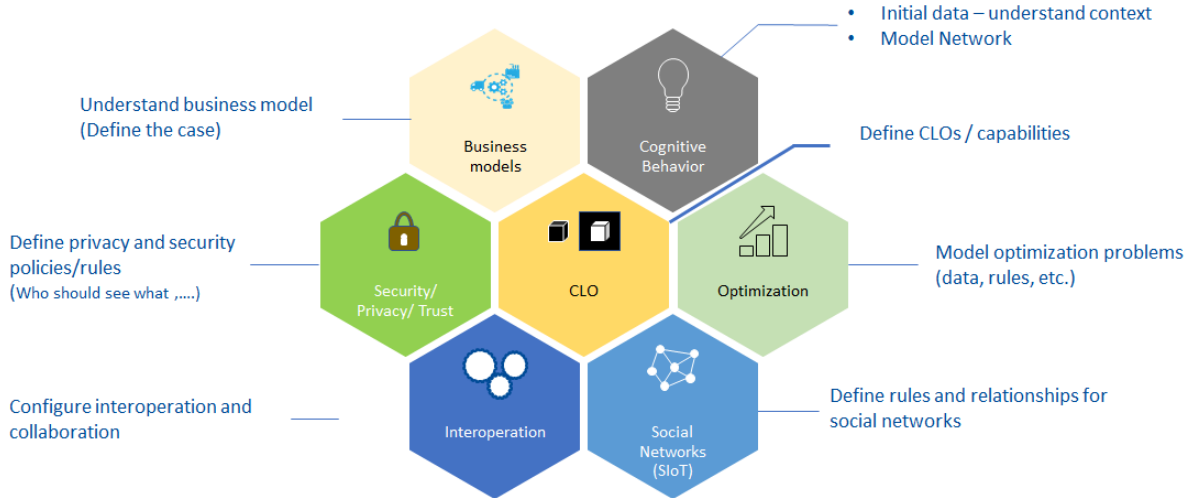 • Initial data – understand context
• Model Network
Understand business model
(Define the case)
Business
models
Cognitive
Behavior
Define CLOs / capabilities
Define privacy and security
policies/rules
(Who should see what ,....)
Security/
Privacy/ Trust
CLO
Optimization
Model optimization problems
(data, rules, etc.)
Configure interoperation and
collaboration
Interoperation
Social
Networks
(SIoT)
Define rules and relationships for
social networks